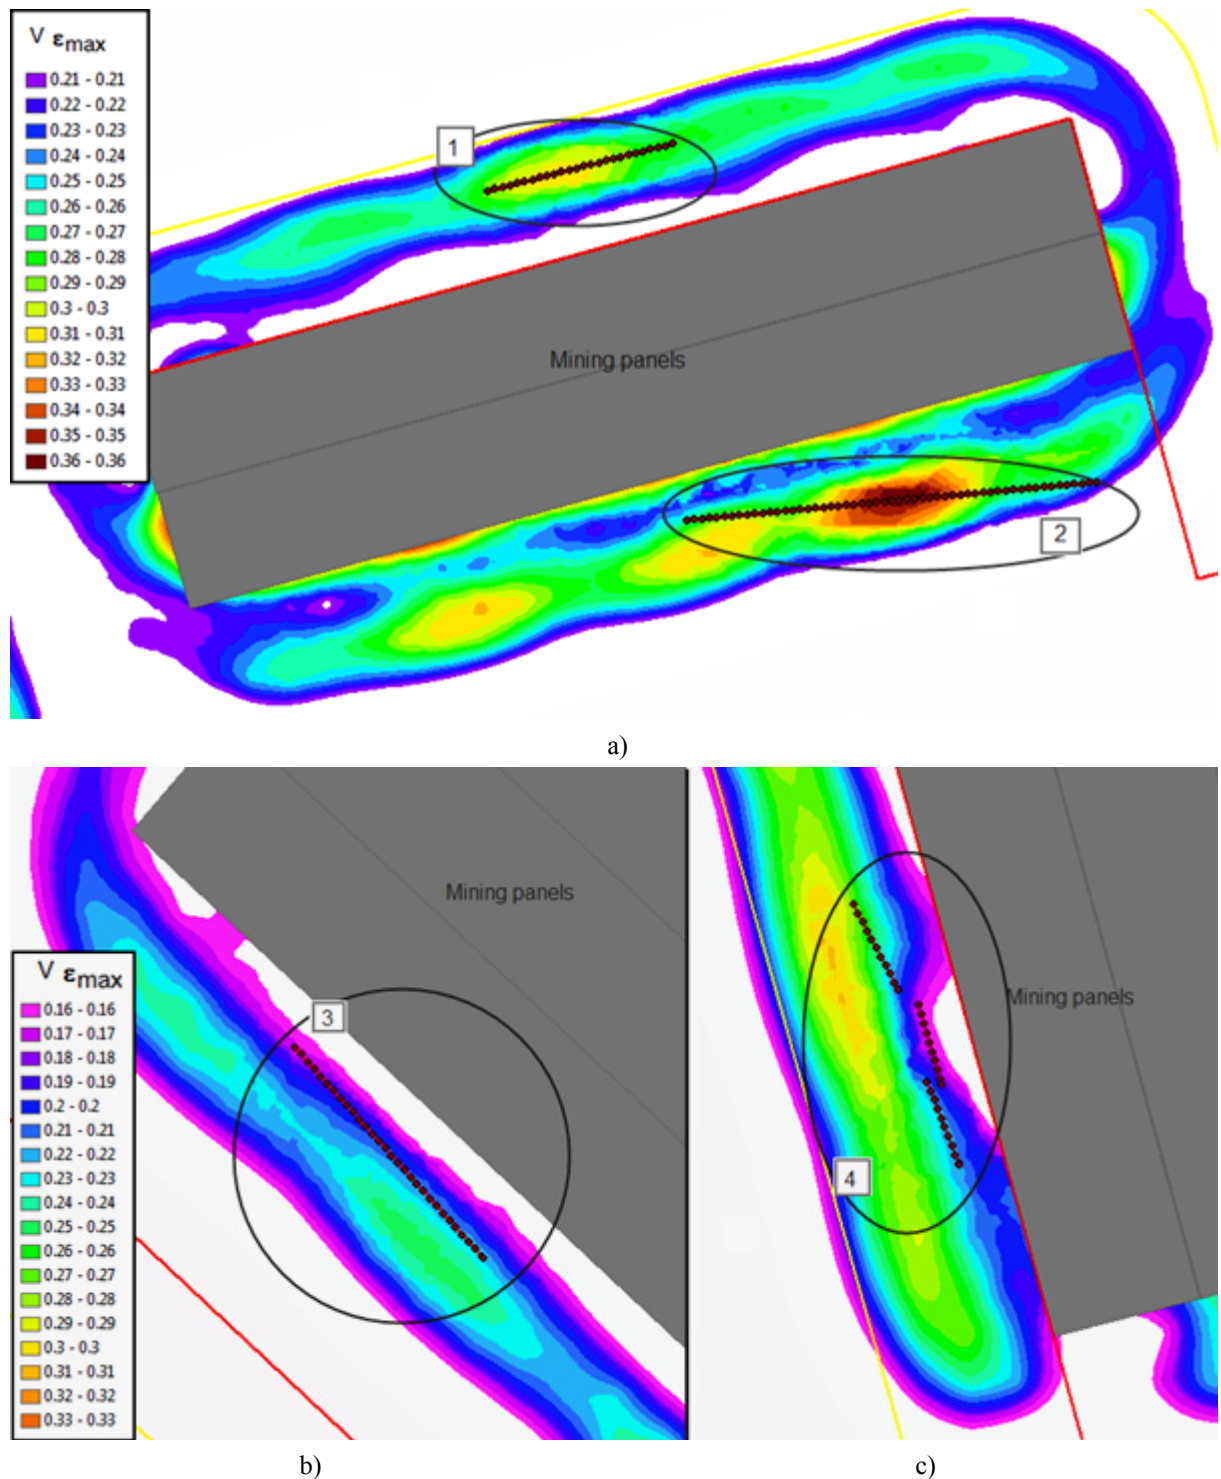 V εmax
0.21 - 0.21
0.22 - 0.22
0.23 - 0.23
0.24 - 0.24
0.25 - 0.25
0.26 - 0.26
0.27 - 0.27
0.28 - 0.28
0.29 - 0.29
0.3 - 0.3
0.31 - 0.31
0.32 - 0.32
0.33 - 0.33
0.34 - 0.34
0.35 - 0.35
0.36 - 0.36
1
Mining panels
2
a)
Mining panels
V εmax
0.16 - 0.16
0.17 - 0.17
0.18 - 0.18
0.19 - 0.19
0.2 - 0.2
0.21 - 0.21
0.22 - 0.22
0.23 - 0.23
0.24 - 0.24
0.25 - 0.25
0.26 - 0.26
0.27 - 0.27
0.28 - 0.28
0.29 - 0.29
0.3 - 0.3
0.31 - 0.31
0.32 - 0.32
0.33 - 0.33
3
b)
Mining panels
4
c)